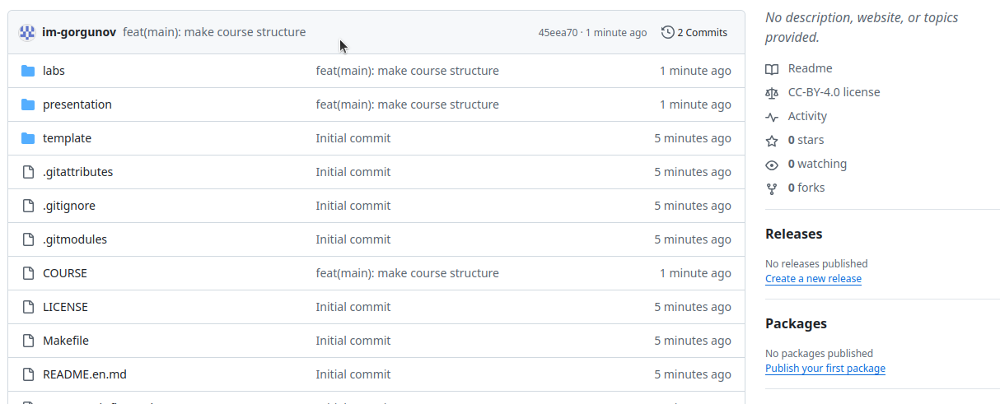 im-gorgunov feat(main): make course structure 45eea70 · 1 minute ago 2 Commits
labs feat(main): make course structure 1 minute ago
presentation feat(main): make course structure 1 minute ago
template Initial commit 5 minutes ago
.gitattributes Initial commit 5 minutes ago
.gitignore Initial commit 5 minutes ago
.gitmodules Initial commit 5 minutes ago
COURSE feat(main): make course structure 1 minute ago
LICENSE Initial commit 5 minutes ago
Makefile Initial commit 5 minutes ago
README.en.md Initial commit 5 minutes ago
No description, website, or topics
provided.
Readme
CC-BY-4.0 license
Activity
0 stars
0 watching
0 forks
Releases
No releases published
Create a new release
Packages
No packages published
Publish your first package